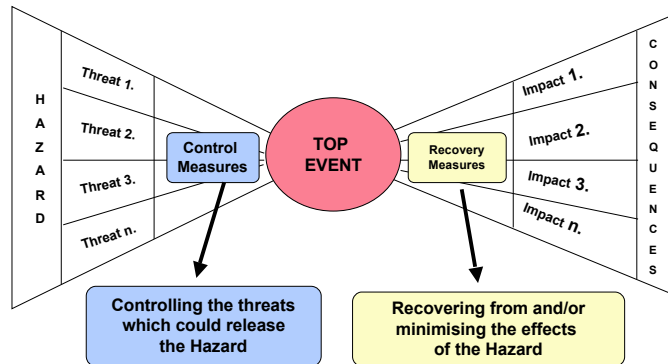 HAZARD
Threat 1.
Threat 2.
Threat 3.
Threat n.
Control
Measures
TOP
EVENT
Recovery
Measures
Impact 1.
Impact 2.
Impact 3.
Impact n.
CONSEQUENCES
Controlling the threats
which could release
the Hazard
Recovering from and/or
minimising the effects
of the Hazard